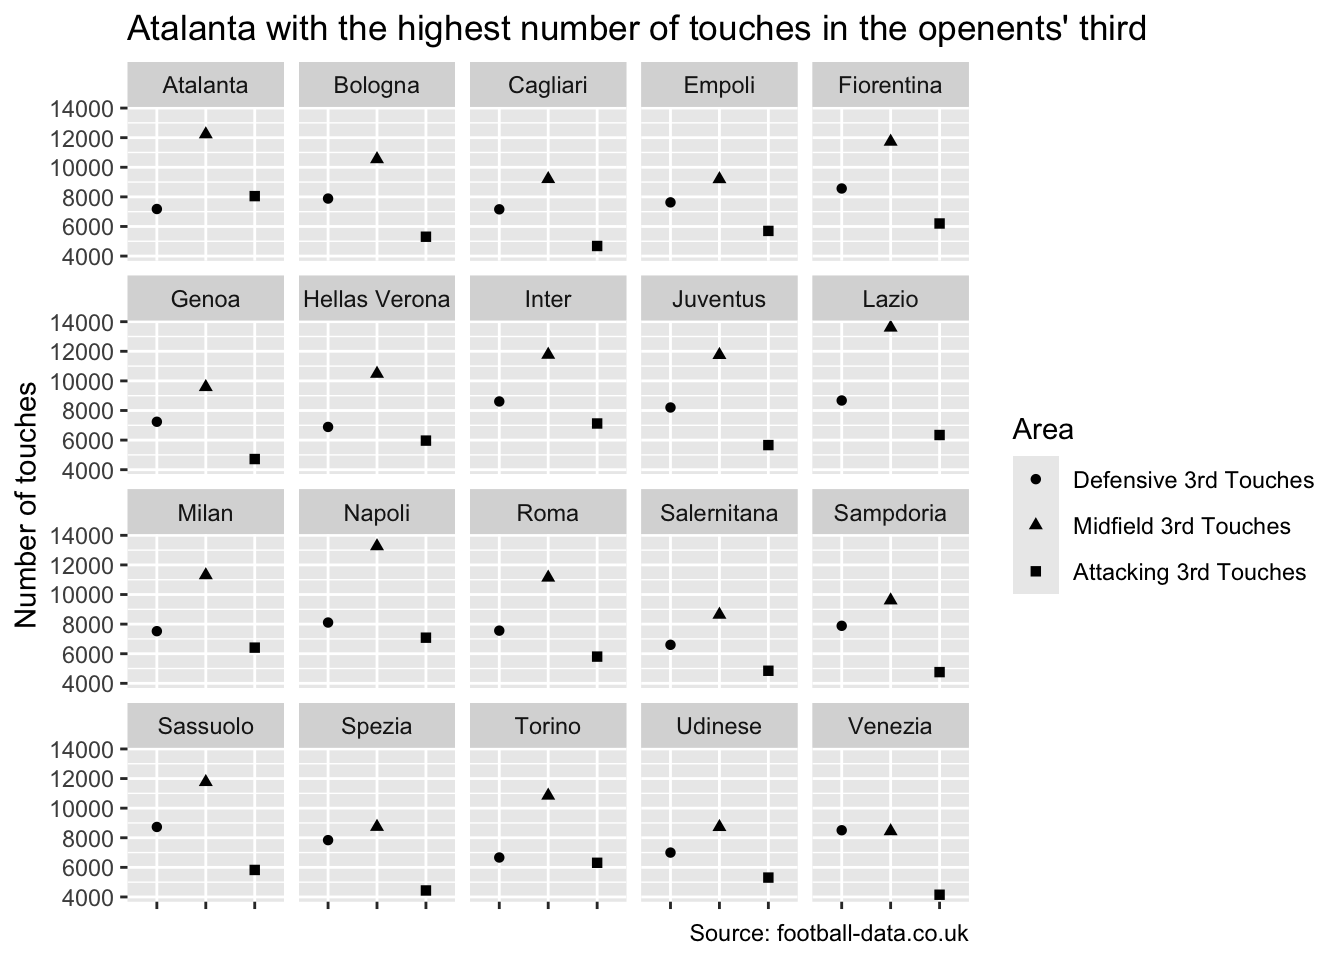 Atalanta with the highest number of touches in the openents' third
Atalanta Bologna Cagliari Empoli Fiorentina
14000
12000
10000
8000
6000
4000
Genoa Hellas Verona Inter Juventus Lazio
14000
12000
10000
8000
6000
4000
Milan Napoli Roma Salernitana Sampdoria
14000
12000
10000
8000
6000
4000
Sassuolo Spezia Torino Udinese Venezia
14000
12000
10000
8000
6000
4000
Number of touches
Area
Defensive 3rd Touches
Midfield 3rd Touches
Attacking 3rd Touches
Source: football-data.co.uk